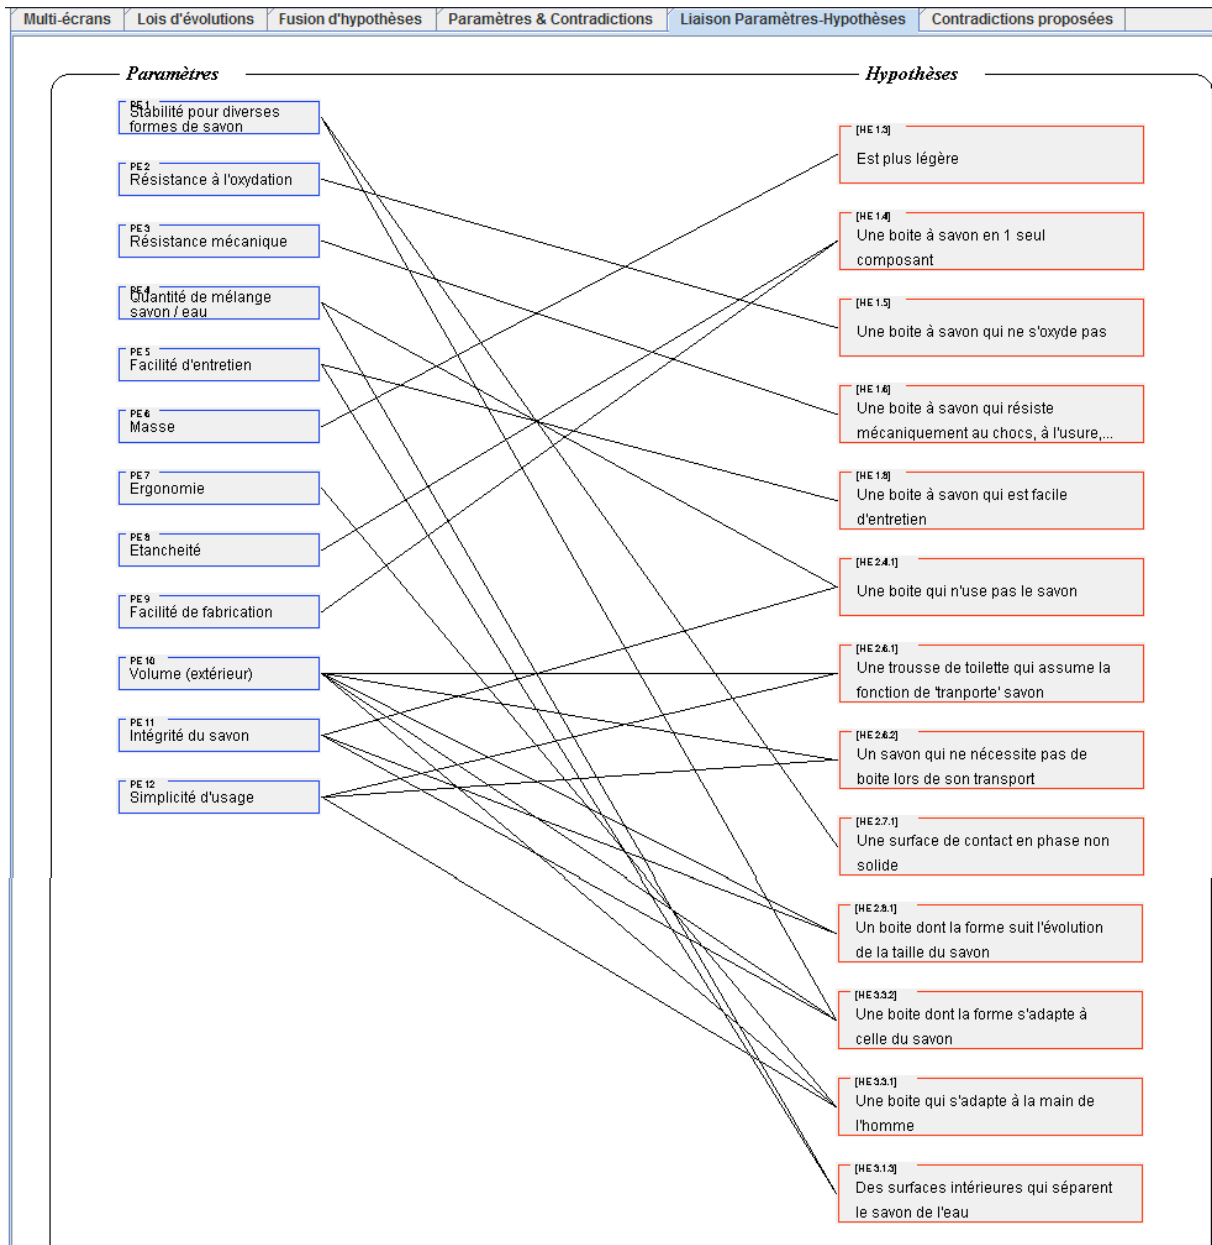 Multi-écrans
Lois d'évolutions
Fusion d'hypothèses
Paramètres & Contradictions
Liaison Paramètres-Hypothèses
Contradictions proposées
Paramètres
PE 1
Stabilité pour diverses
formes de savon
PE 2
Résistance à l'oxydation
PE 3
Résistance mécanique
PE 4
Quantité de mélange
savon / eau
PE 5
Facilité d'entretien
PE 6
Masse
PE 7
Ergonomie
PE 8
Etancheité
PE 9
Facilité de fabrication
PE 10
Volume (extérieur)
PE 11
Intégrité du savon
PE 12
Simplicité d'usage
Hypothèses
[HE 1.3]
Est plus légère
[HE 1.4]
Une boite à savon en 1 seul
composant
[HE 1.5]
Une boite à savon qui ne s'oxyde pas
[HE 1.6]
Une boite à savon qui résiste
mécaniquement au chocs, à l'usure,...
[HE 1.8]
Une boite à savon qui est facile
d'entretien
[HE 2.4.1]
Une boite qui n'use pas le savon
[HE 2.6.1]
Une trousse de toilette qui assume la
fonction de 'tranporte' savon
[HE 2.6.2]
Un savon qui ne nécessite pas de
boite lors de son transport
[HE 2.7.1]
Une surface de contact en phase non
solide
[HE 2.8.1]
Un boite dont la forme suit l'évolution
de la taille du savon
[HE 3.3.2]
Une boite dont la forme s'adapte à
celle du savon
[HE 3.3.1]
Une boite qui s'adapte à la main de
l'homme
[HE 3.1.3]
Des surfaces intérieures qui séparent
le savon de l'eau